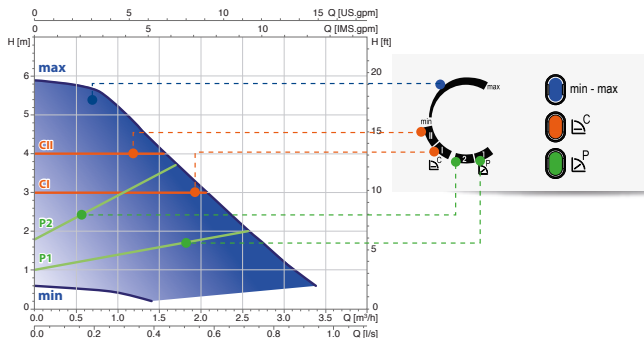 0 5 10 15 Q [US.gpm]
0 5 10 15 Q [IMS.gpm]
H [m] H [ft]
max
CII
CI
P2
P1
min
6
5
4
3
2
1
0
20
15
10
5
0
0.0 0.5 1.0 1.5 2.0 2.5 3.0 3.5 Q [m³/h]
0.0 0.2 0.4 0.6 0.8 1.0 Q [l/s]
max
min
II
I
2
C
P
min - max
C
P